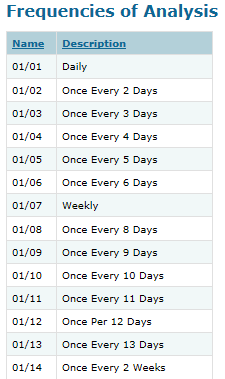 Frequencies of Analysis
Name Description
01/01 Daily
01/02 Once Every 2 Days
01/03 Once Every 3 Days
01/04 Once Every 4 Days
01/05 Once Every 5 Days
01/06 Once Every 6 Days
01/07 Weekly
01/08 Once Every 8 Days
01/09 Once Every 9 Days
01/10 Once Every 10 Days
01/11 Once Every 11 Days
01/12 Once Per 12 Days
01/13 Once Every 13 Days
01/14 Once Every 2 Weeks